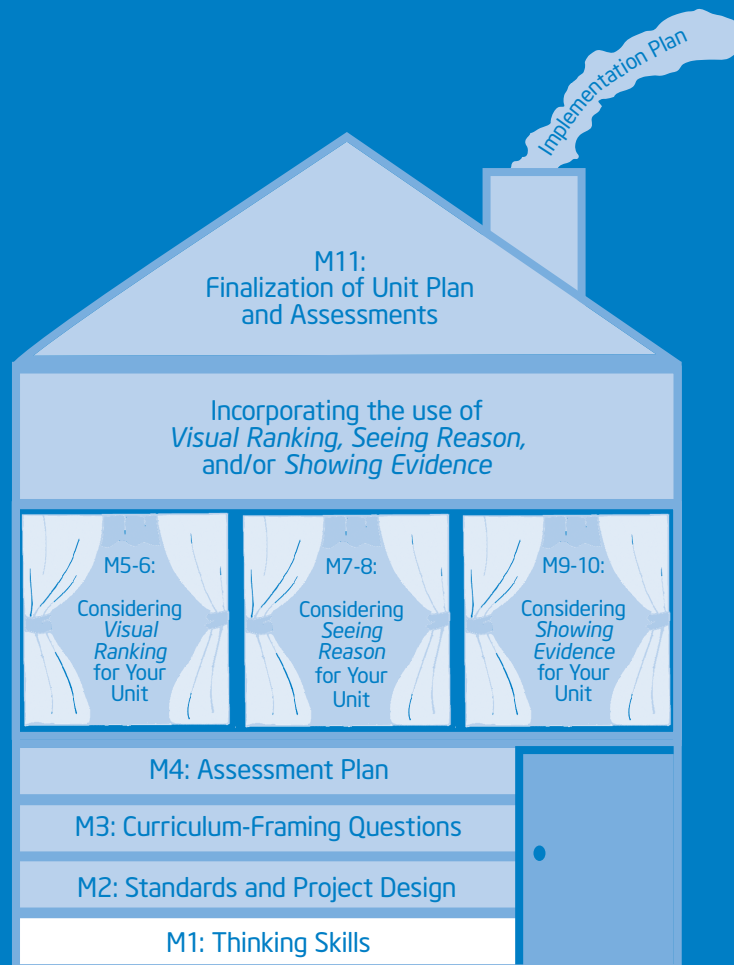 Implementation Plan
M11:
Finalization of Unit Plan
and Assessments
Incorporating the use of
Visual Ranking, Seeing Reason,
and/or Showing Evidence
M5-6:
Considering
Visual
Ranking
for Your
Unit
M7-8:
Considering
Seeing
Reason
for Your
Unit
M9-10:
Considering
Showing
Evidence
for Your
Unit
M4: Assessment Plan
M3: Curriculum-Framing Questions
M2: Standards and Project Design
M1: Thinking Skills